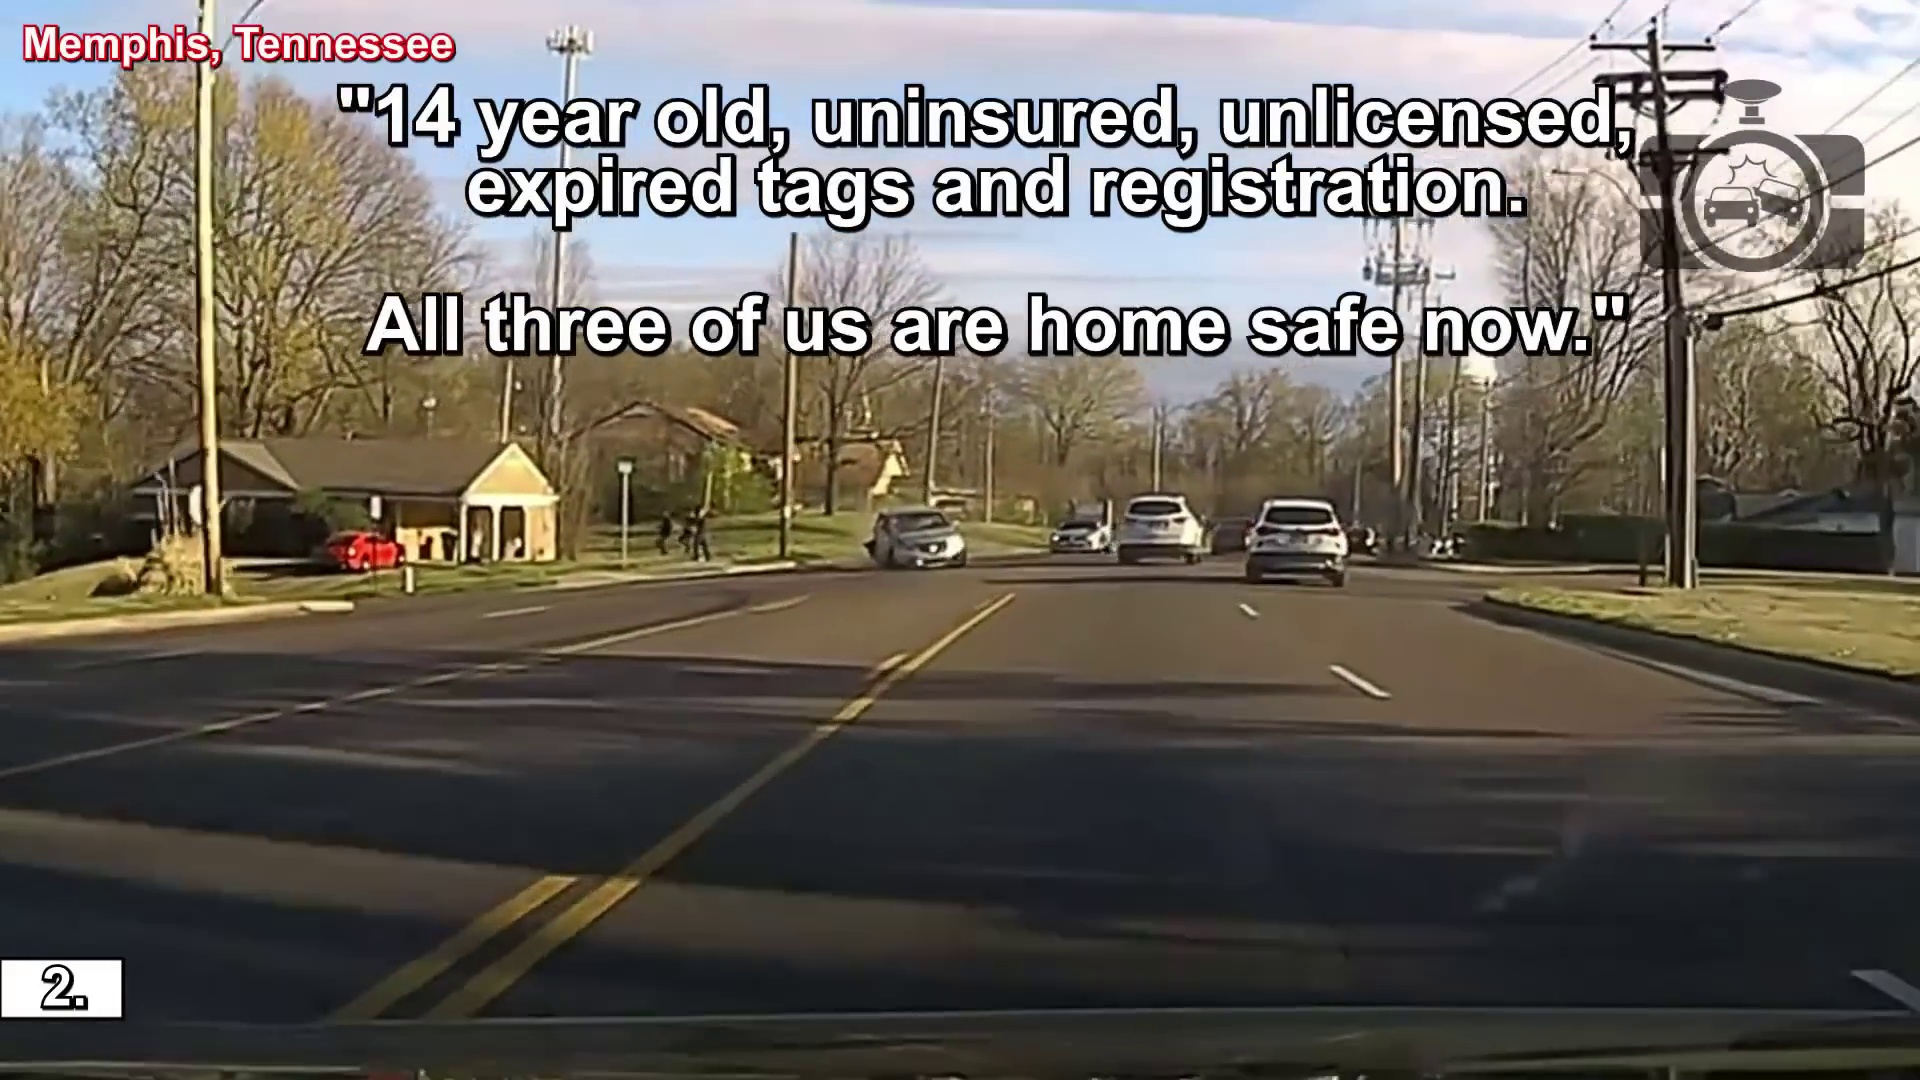 Memphis, Tennessee
"14 year old, uninsured, unlicensed,
expired tags and registration.
All three of us are home safe now."
2.